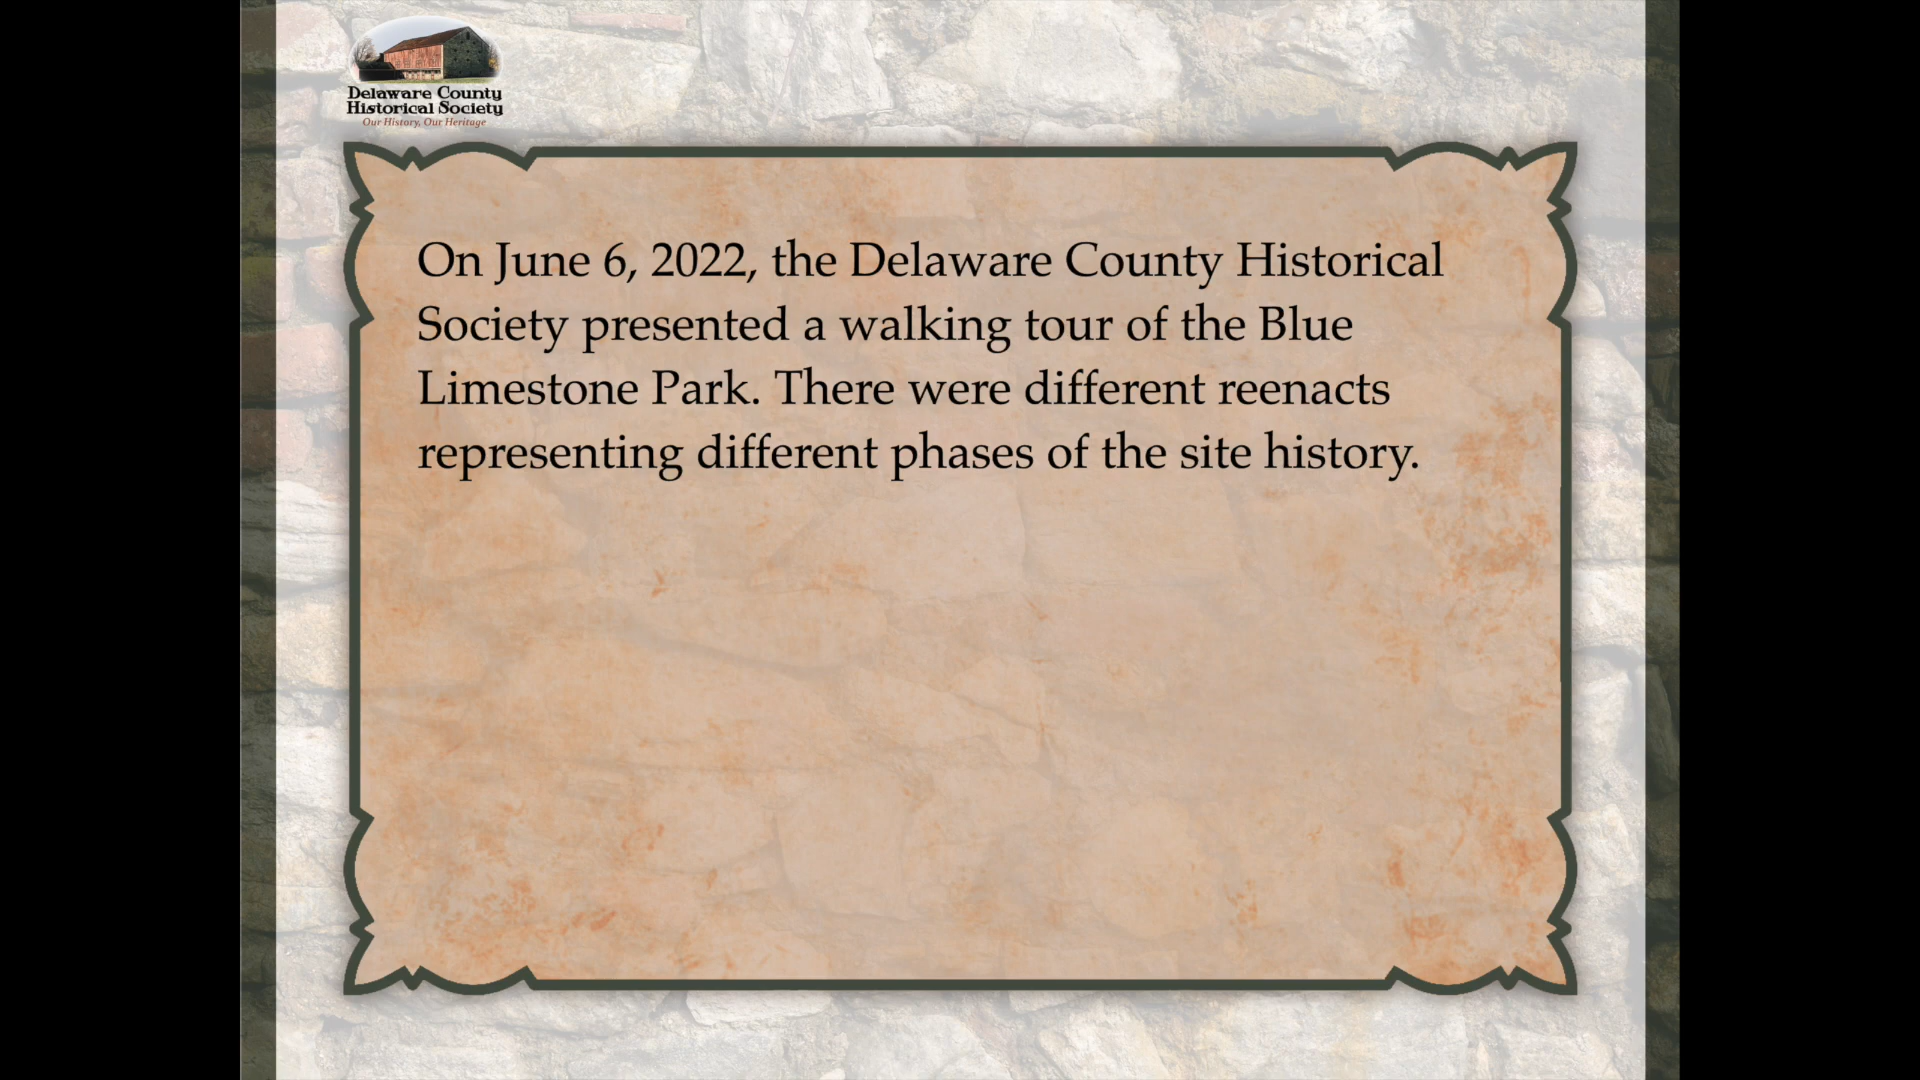 Delaware County
Historical Society
Our History, Our Heritage
On June 6, 2022, the Delaware County Historical
Society presented a walking tour of the Blue
Limestone Park. There were different reenacts
representing different phases of the site history.